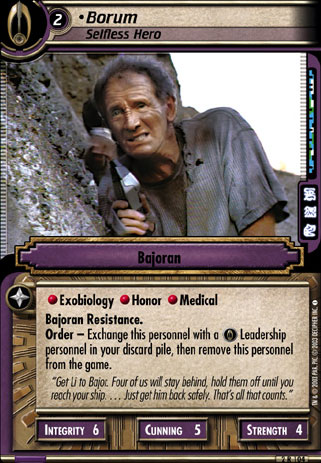 2
•Borum
Selfless Hero
Bajoran
Exobiology Honor Medical
Bajoran Resistance.
Order – Exchange this personnel with a Leadership
personnel in your discard pile, then remove this personnel
from the game.
"Get Li to Bajor. Four of us will stay behind, hold them off until you
reach your ship. . . . Just get him back safely. That's all that counts."
INTEGRITY 6 CUNNING 5 STRENGTH 4